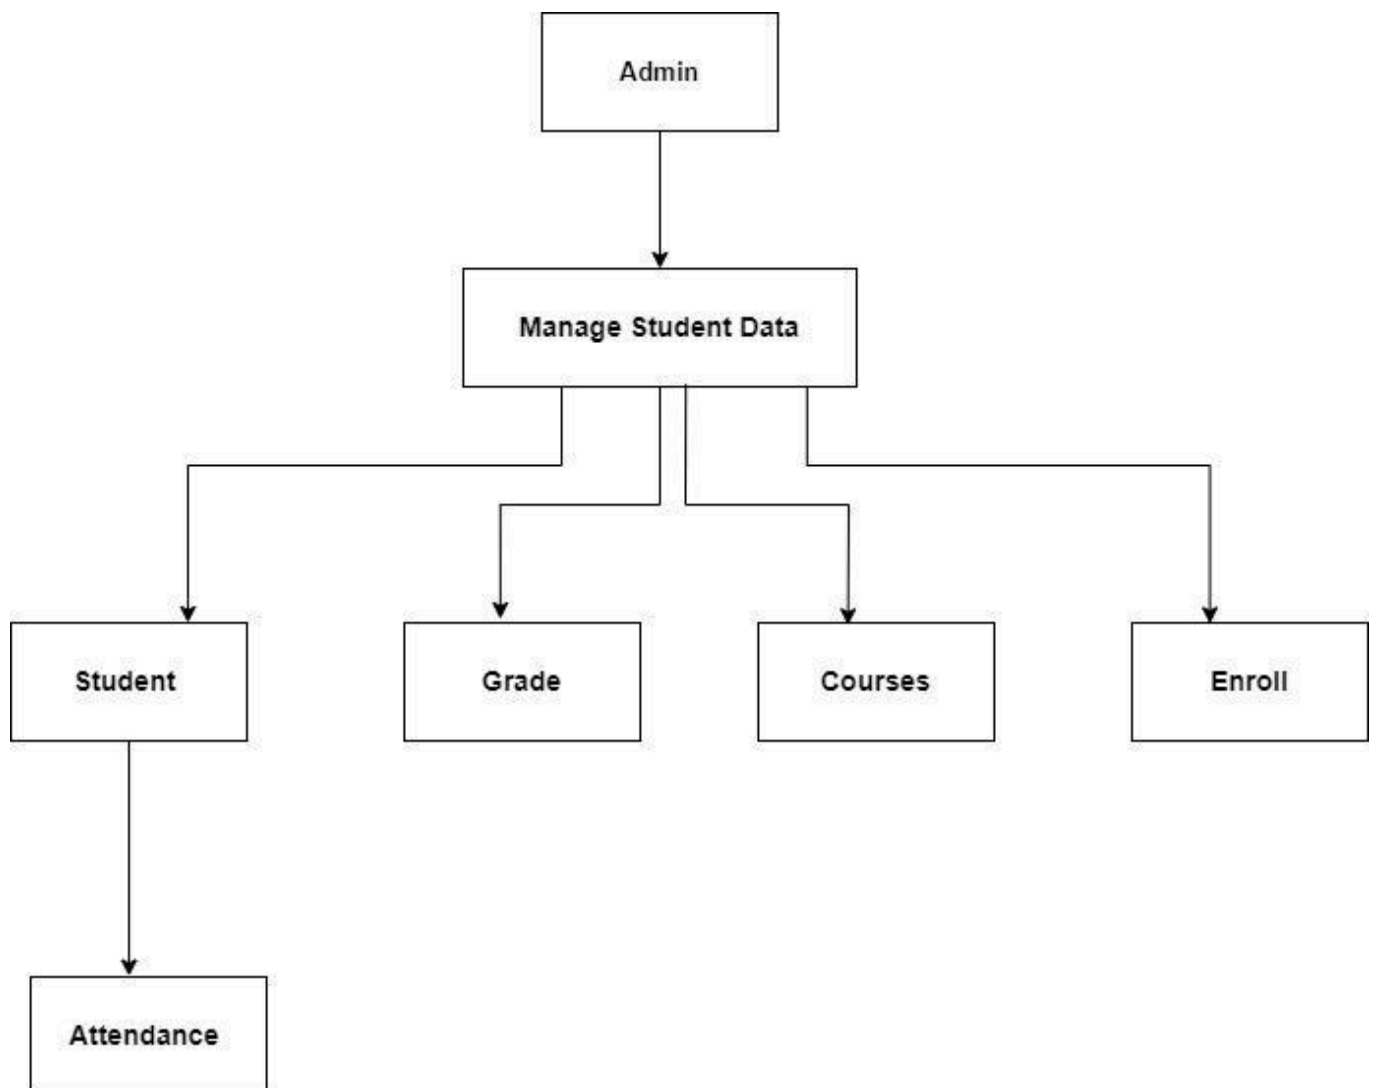 Admin
Manage Student Data
Student
Grade
Courses
Enroll
Attendance